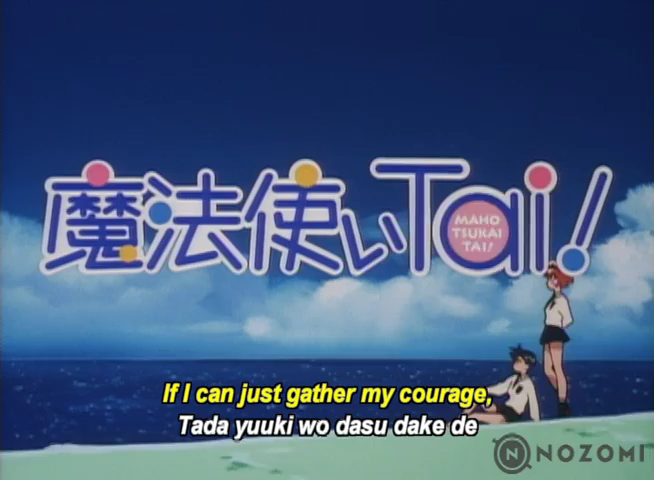 魔法使いTai!
MAHO
TSUKAI
TAI!
If I can just gather my courage,
Tada yuuki wo dasu dake de
NOZOMI